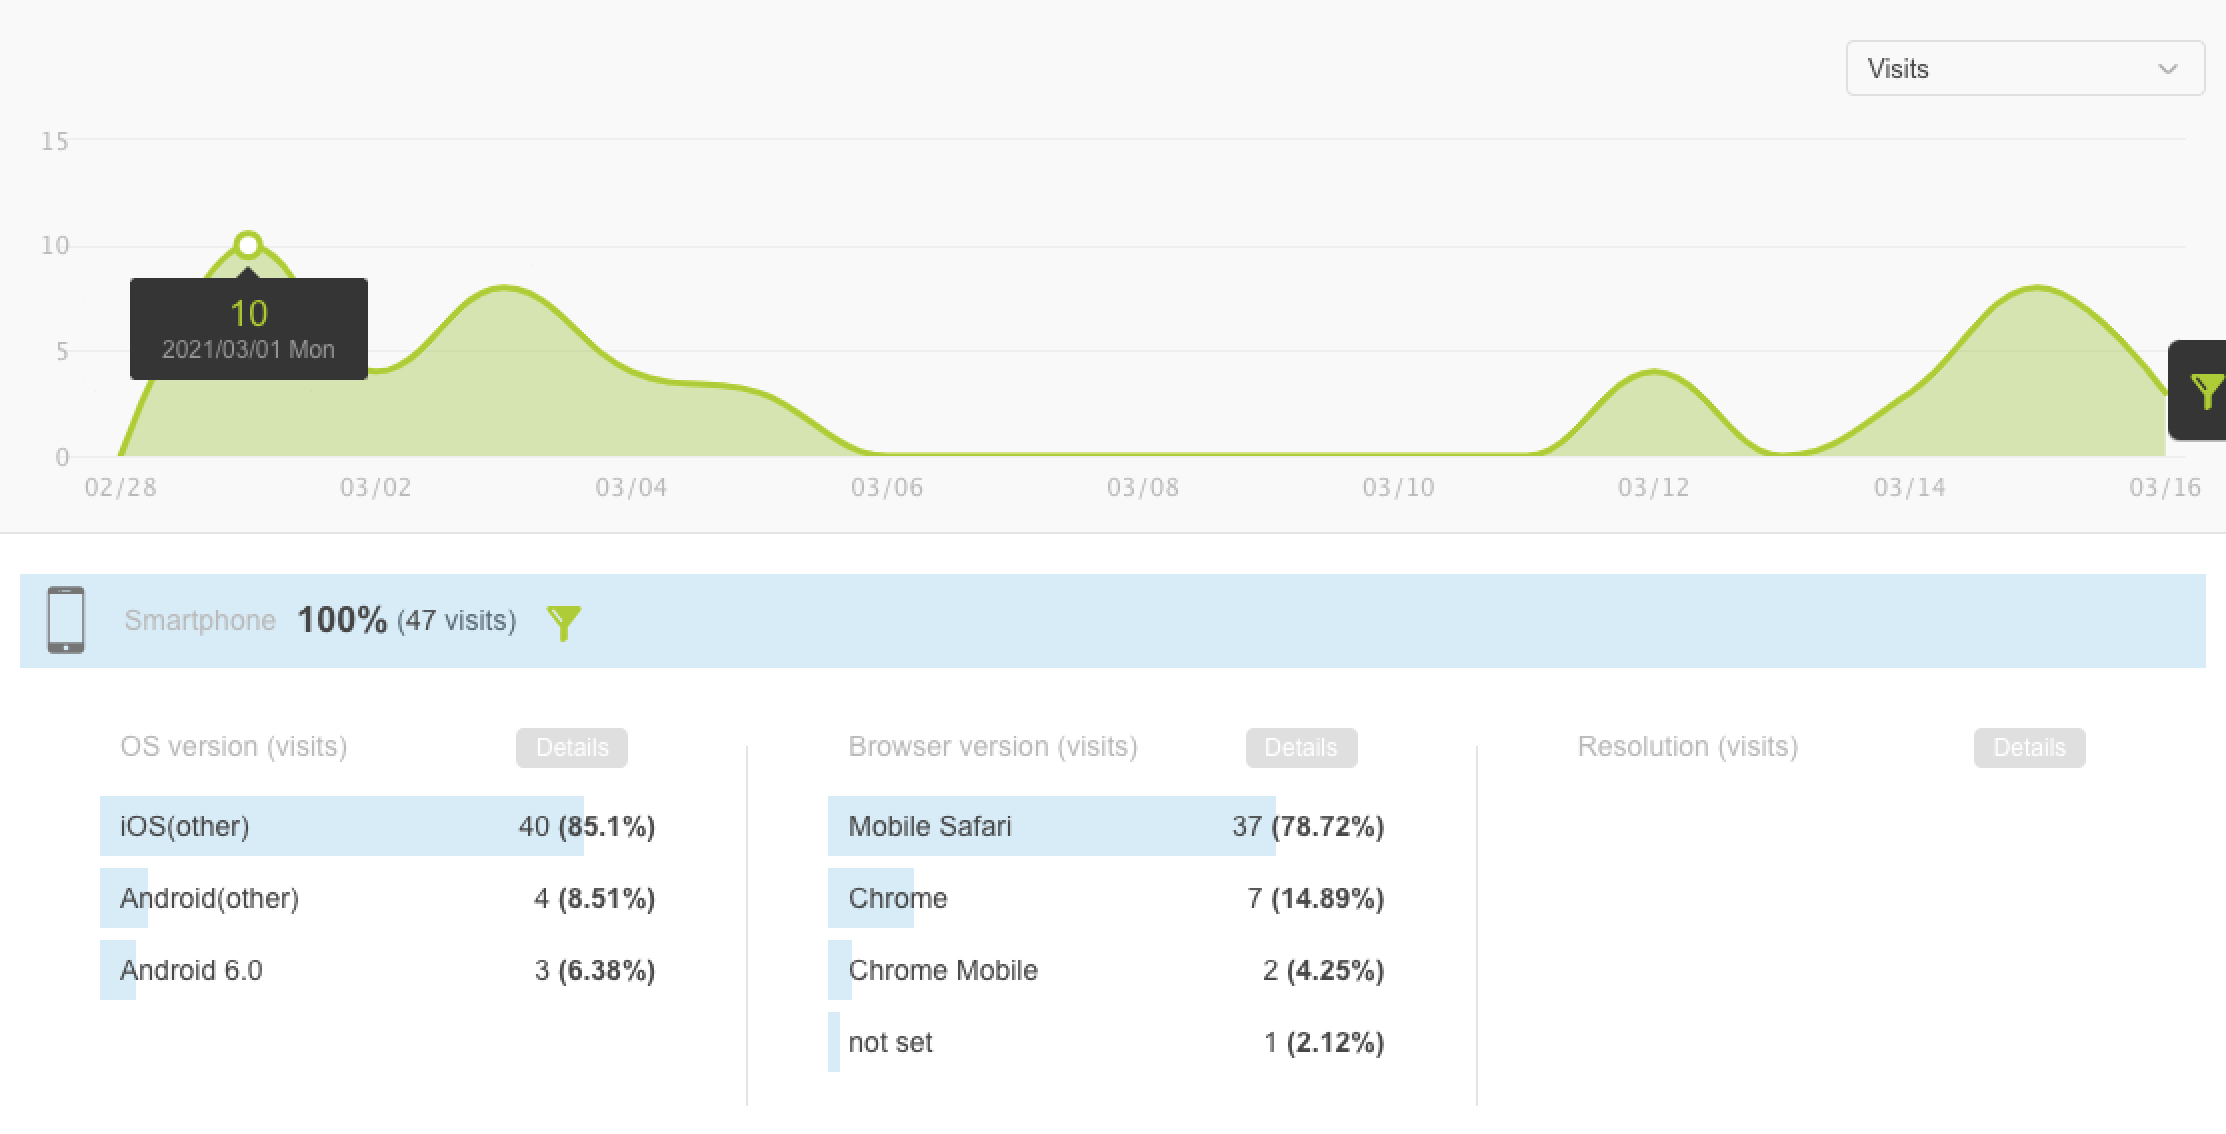 Visits
15
10
5
0
10
2021/03/01 Mon
02/28 03/02 03/04 03/06 03/08 03/10 03/12 03/14 03/16
Smartphone 100% (47 visits)
OS version (visits) Details
iOS(other) 40 (85.1%)
Android(other) 4 (8.51%)
Android 6.0 3 (6.38%)
Browser version (visits) Details
Mobile Safari 37 (78.72%)
Chrome 7 (14.89%)
Chrome Mobile 2 (4.25%)
not set 1 (2.12%)
Resolution (visits) Details